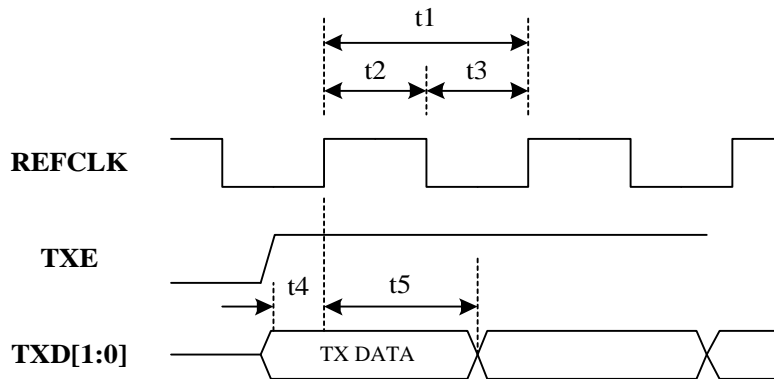 t1
t2 t3
REFCLK
TXE
t4 t5
TXD[1:0] TX DATA